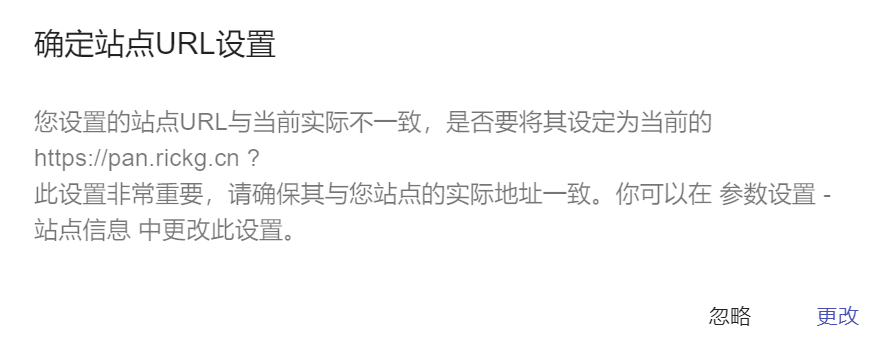 确定站点URL设置
您设置的站点URL与当前实际不一致，是否要将其设定为当前的
https://pan.rickg.cn ?
此设置非常重要，请确保其与您站点的实际地址一致。你可以在 参数设置 -
站点信息 中更改此设置。
忽略 更改